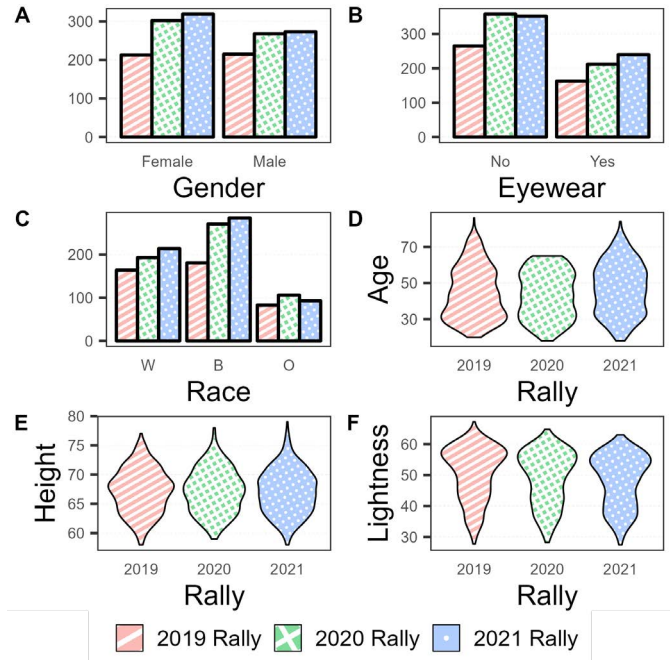 A
300
200
100
0
Female Male
Gender
B
300
200
100
0
No Yes
Eyewear
C
200
100
0
W B O
Race
D
Age
70
50
30
2019 2020 2021
Rally
E
Height
80
75
70
65
60
2019 2020 2021
Rally
F
Lightness
60
50
40
30
2019 2020 2021
Rally
2019 Rally 2020 Rally 2021 Rally